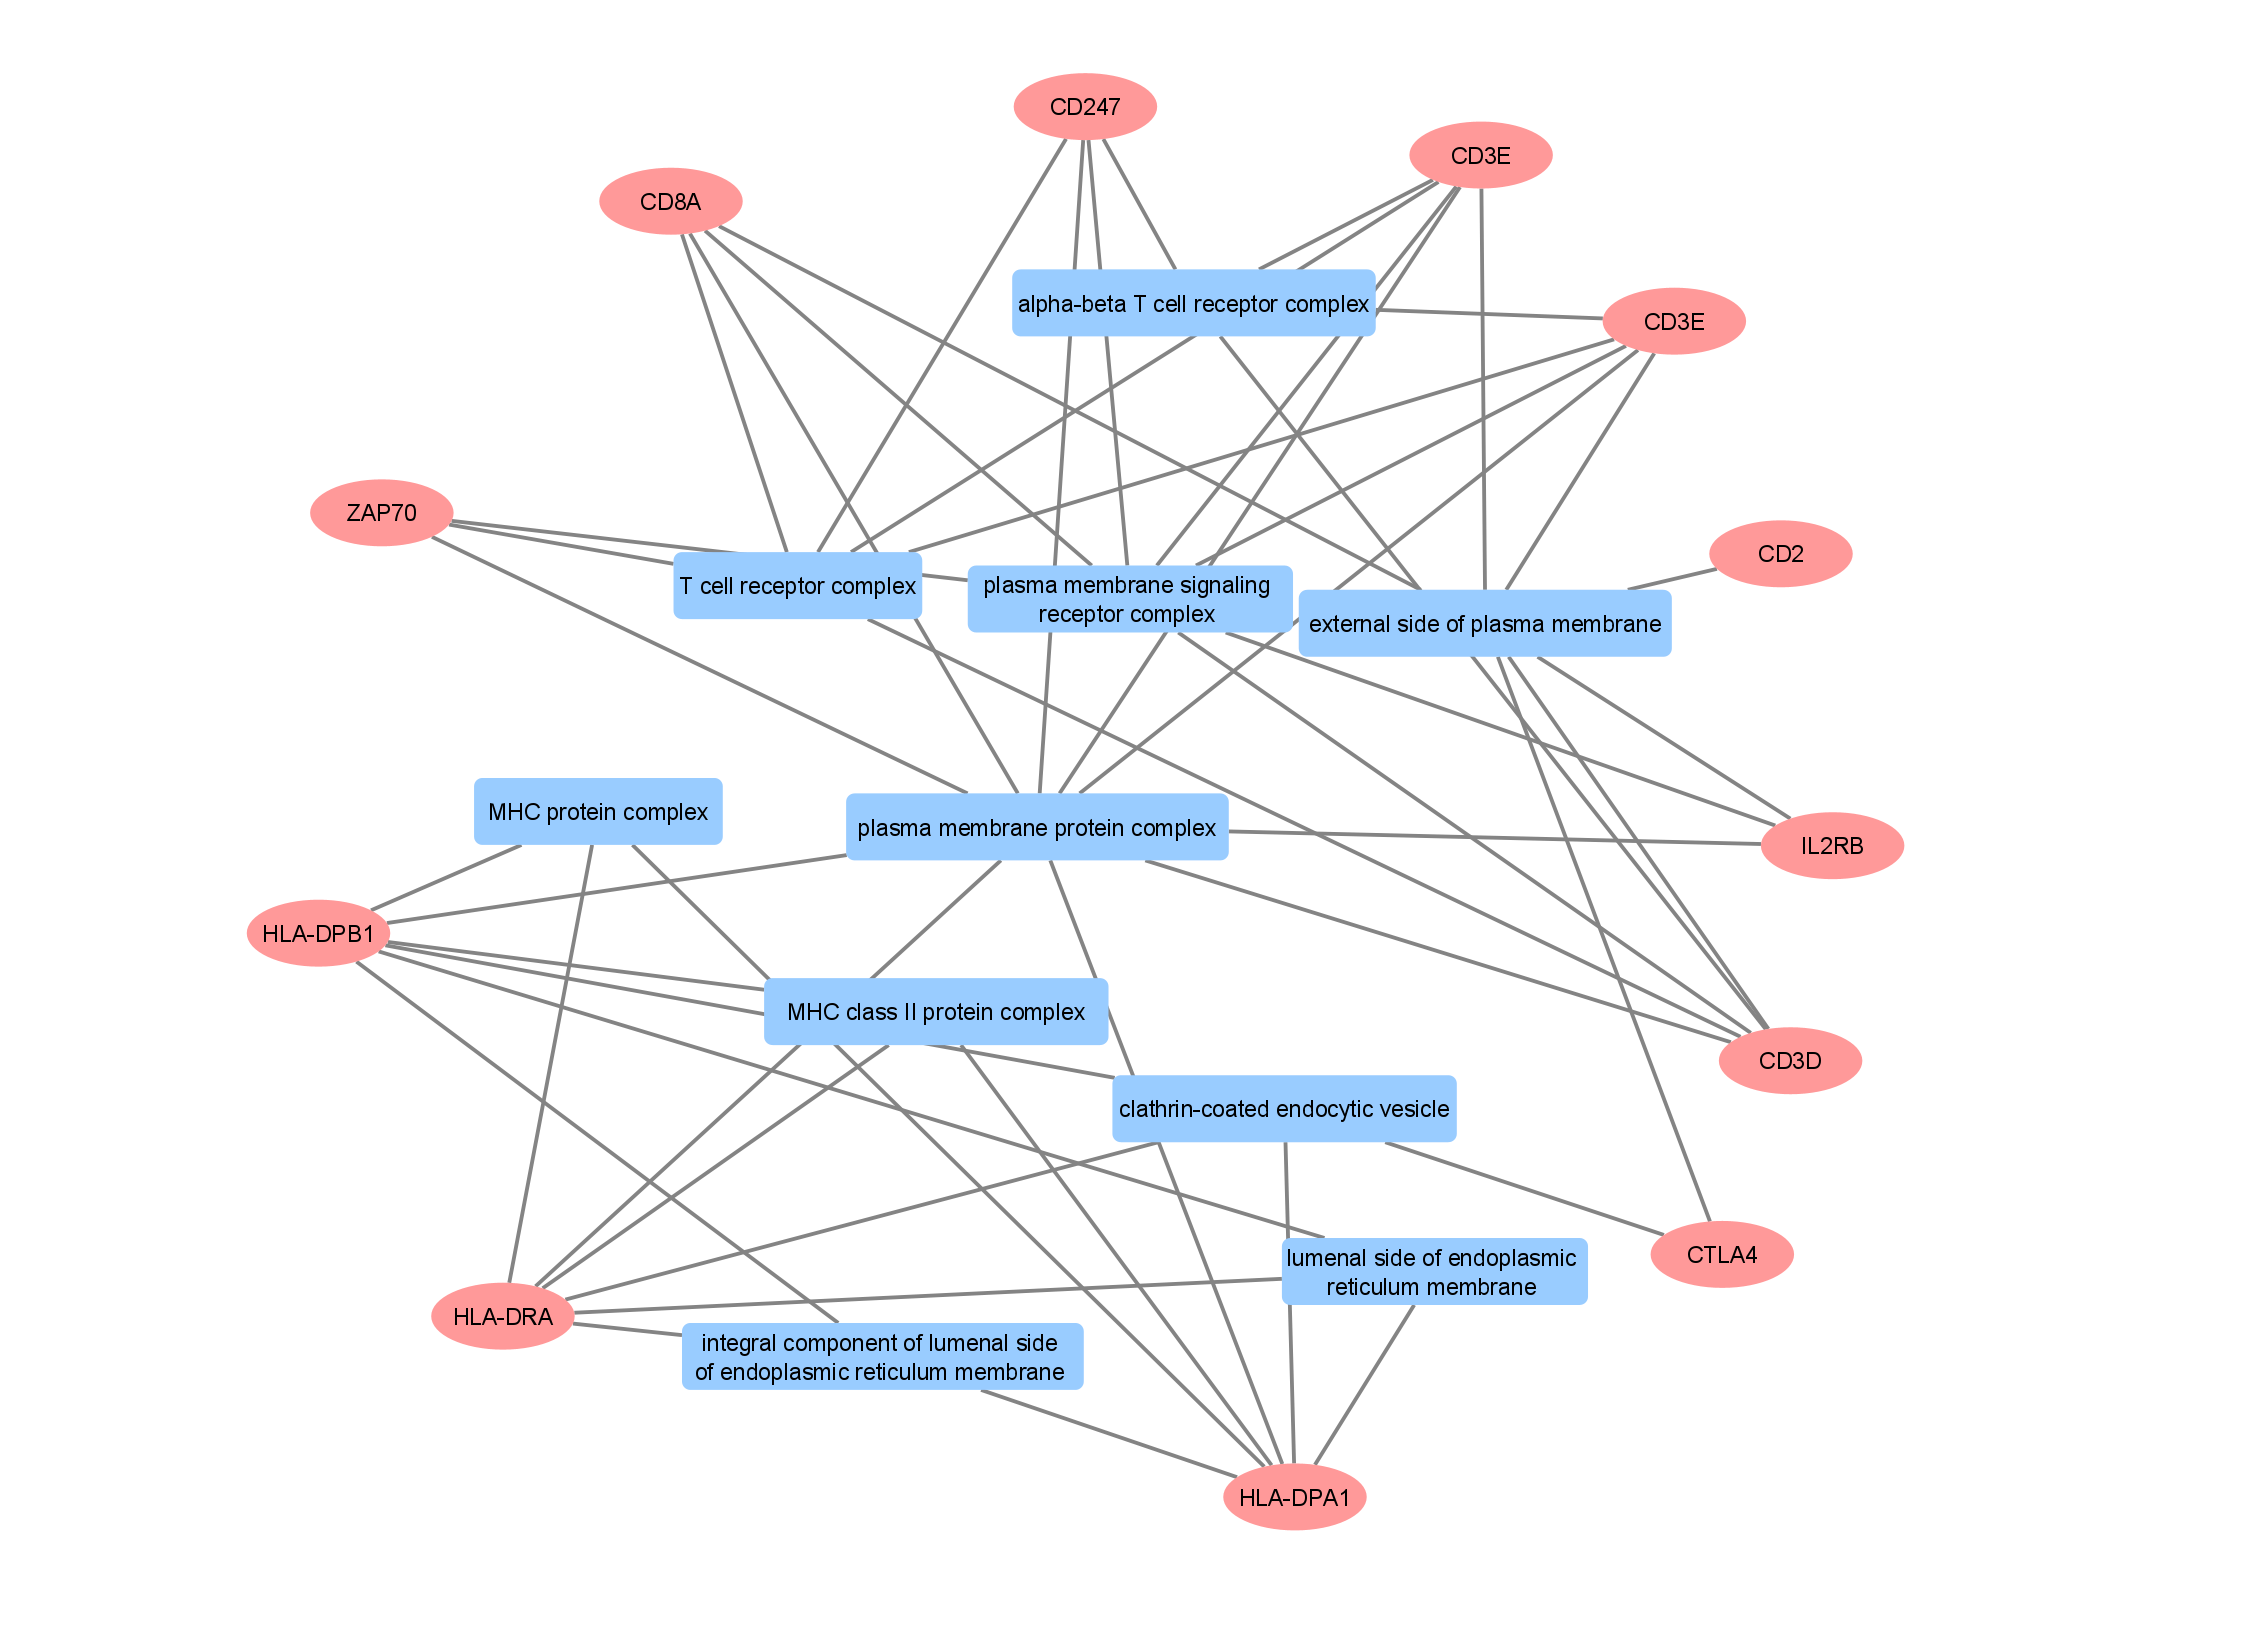 CD247
CD3E
CD8A
alpha-beta T cell receptor complex
CD3E
ZAP70
CD2
T cell receptor complex
plasma membrane signaling
receptor complex
external side of plasma membrane
MHC protein complex
plasma membrane protein complex
IL2RB
HLA-DPB1
MHC class II protein complex
CD3D
clathrin-coated endocytic vesicle
CTLA4
lumenal side of endoplasmic
reticulum membrane
HLA-DRA
integral component of lumenal side
of endoplasmic reticulum membrane
HLA-DPA1